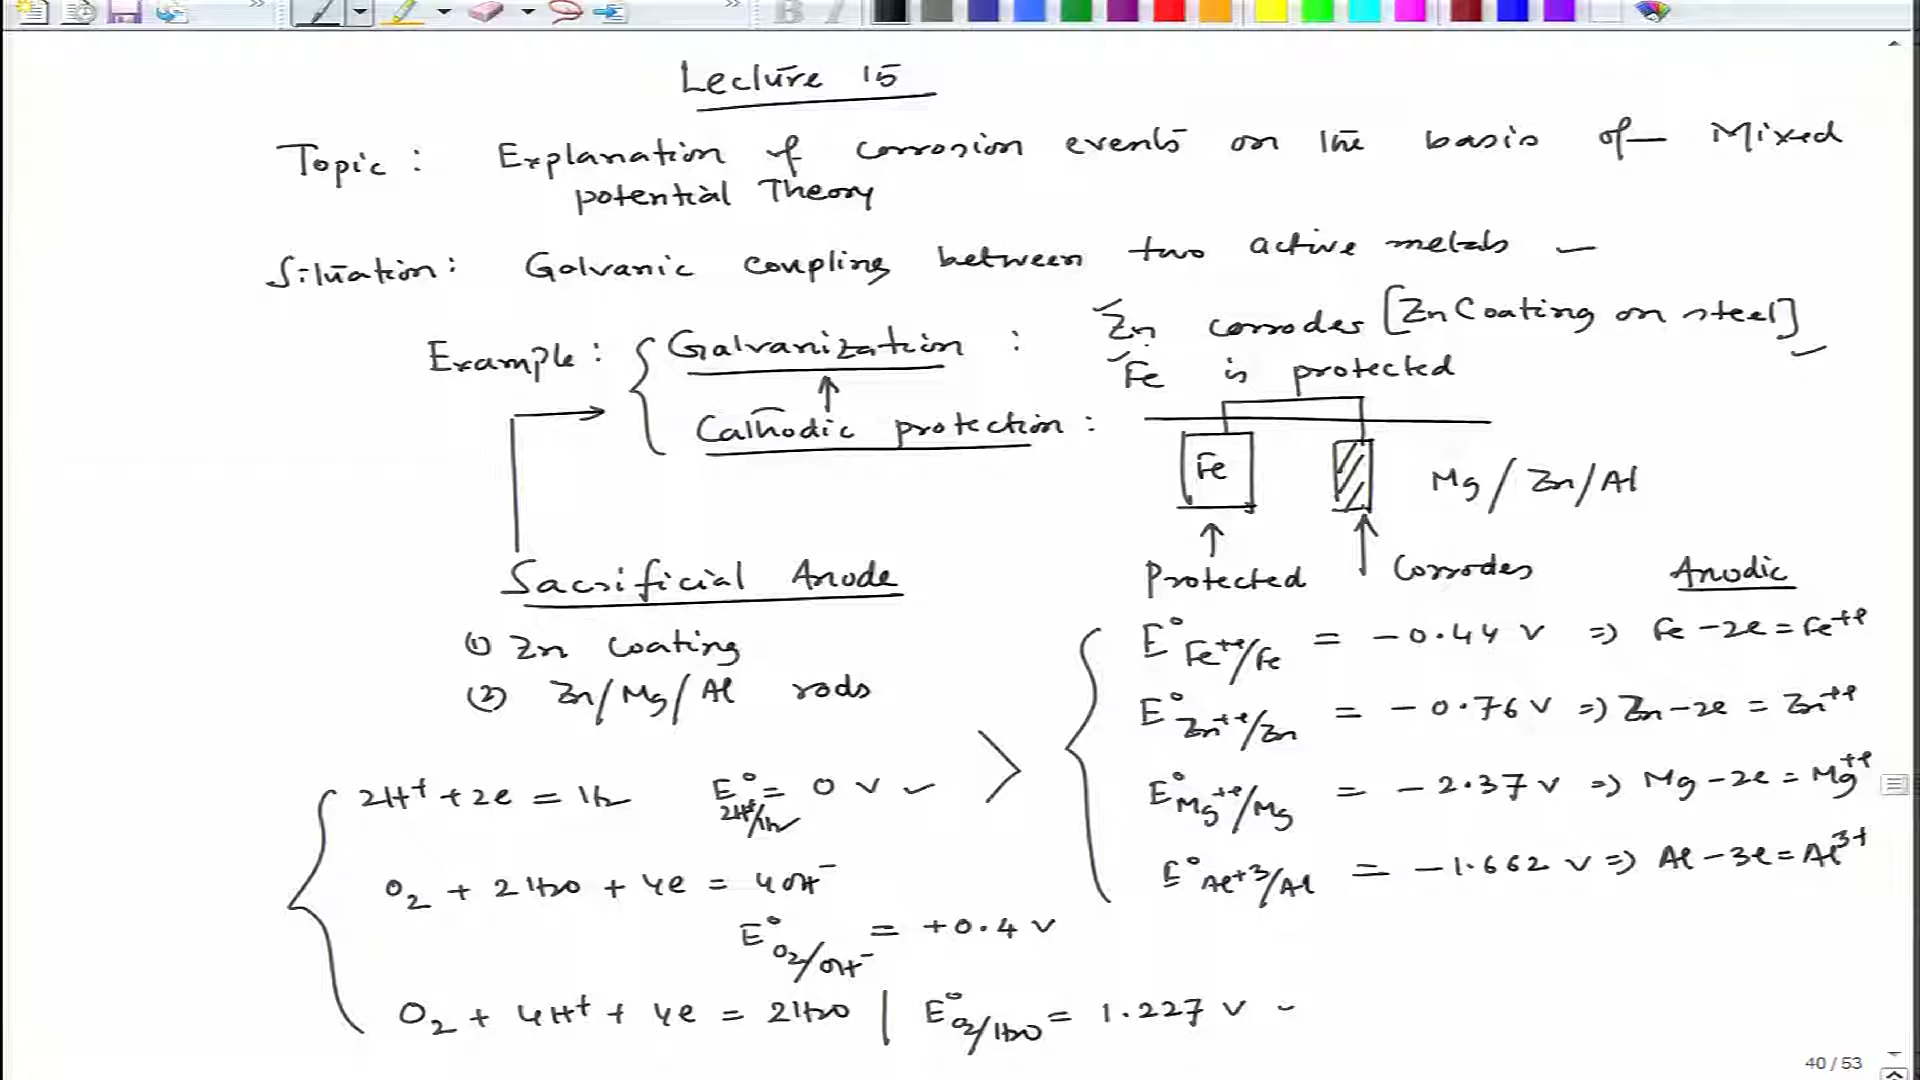 Lecture 15
Topic : Explanation of corrosion events on the basis of Mixed
potential Theory
Situation : Galvanic coupling between two active metals
Example : Galvanization : Zn corrodes [Zn Coating on steel]
Fe is protected
Cathodic protection :
Fe
Mg / Zn / Al
Protected
Corrodes
Sacrificial Anode
(1) Zn coating
(2) Zn/Mg/Al rods
Anodic
E° Fe++/Fe = -0.44 V => Fe - 2e = Fe++
E° Zn++/Zn = -0.76 V => Zn - 2e = Zn++
E° Mg++/Mg = -2.37 V => Mg - 2e = Mg++
E° Al+3/Al = -1.662 V => Al - 3e = Al3+
2H+ + 2e = H2 E° 2H+/H2 = 0 V
>
O2 + 2H2O + 4e = 4OH-
E° O2/OH- = +0.4 V
O2 + 4H+ + 4e = 2H2O | E° O2/H2O = 1.227 V
40 / 53